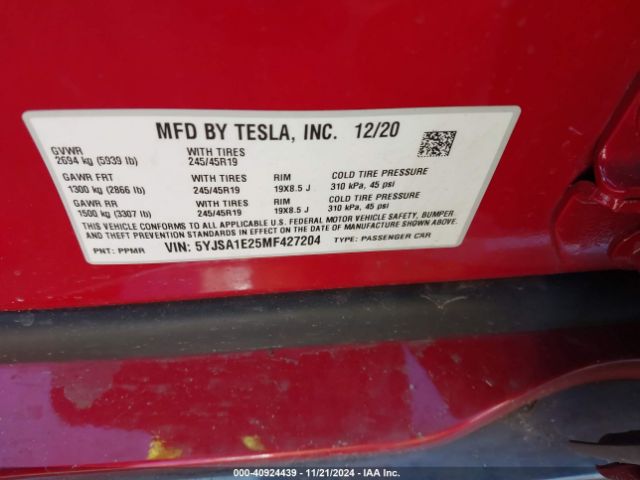 MFD BY TESLA, INC. 12/20
GVWR WITH TIRES
2694 kg (5939 lb) 245/45R19
GAWR FRT WITH TIRES RIM COLD TIRE PRESSURE
1300 kg (2866 lb) 245/45R19 19X8.5 J 310 kPa, 45 psi
GAWR RR WITH TIRES RIM COLD TIRE PRESSURE
1500 kg (3307 lb) 245/45R19 19X8.5 J 310 kPa, 45 psi
THIS VEHICLE CONFORMS TO ALL APPLICABLE U.S. FEDERAL MOTOR VEHICLE SAFETY, BUMPER
AND THEFT PREVENTION STANDARDS IN EFFECT ON THE DATE OF MANUFACTURE SHOWN ABOVE.
PNT: PPMR VIN: 5YJSA1E25MF427204 TYPE: PASSENGER CAR
000-40924439 - 11/21/2024 - IAA Inc.